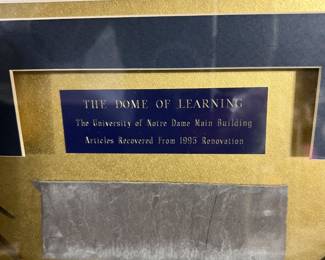 THE DOME OF LEARNING
The University of Notre Dame Main Building
Articles Recovered From 1995 Renovation